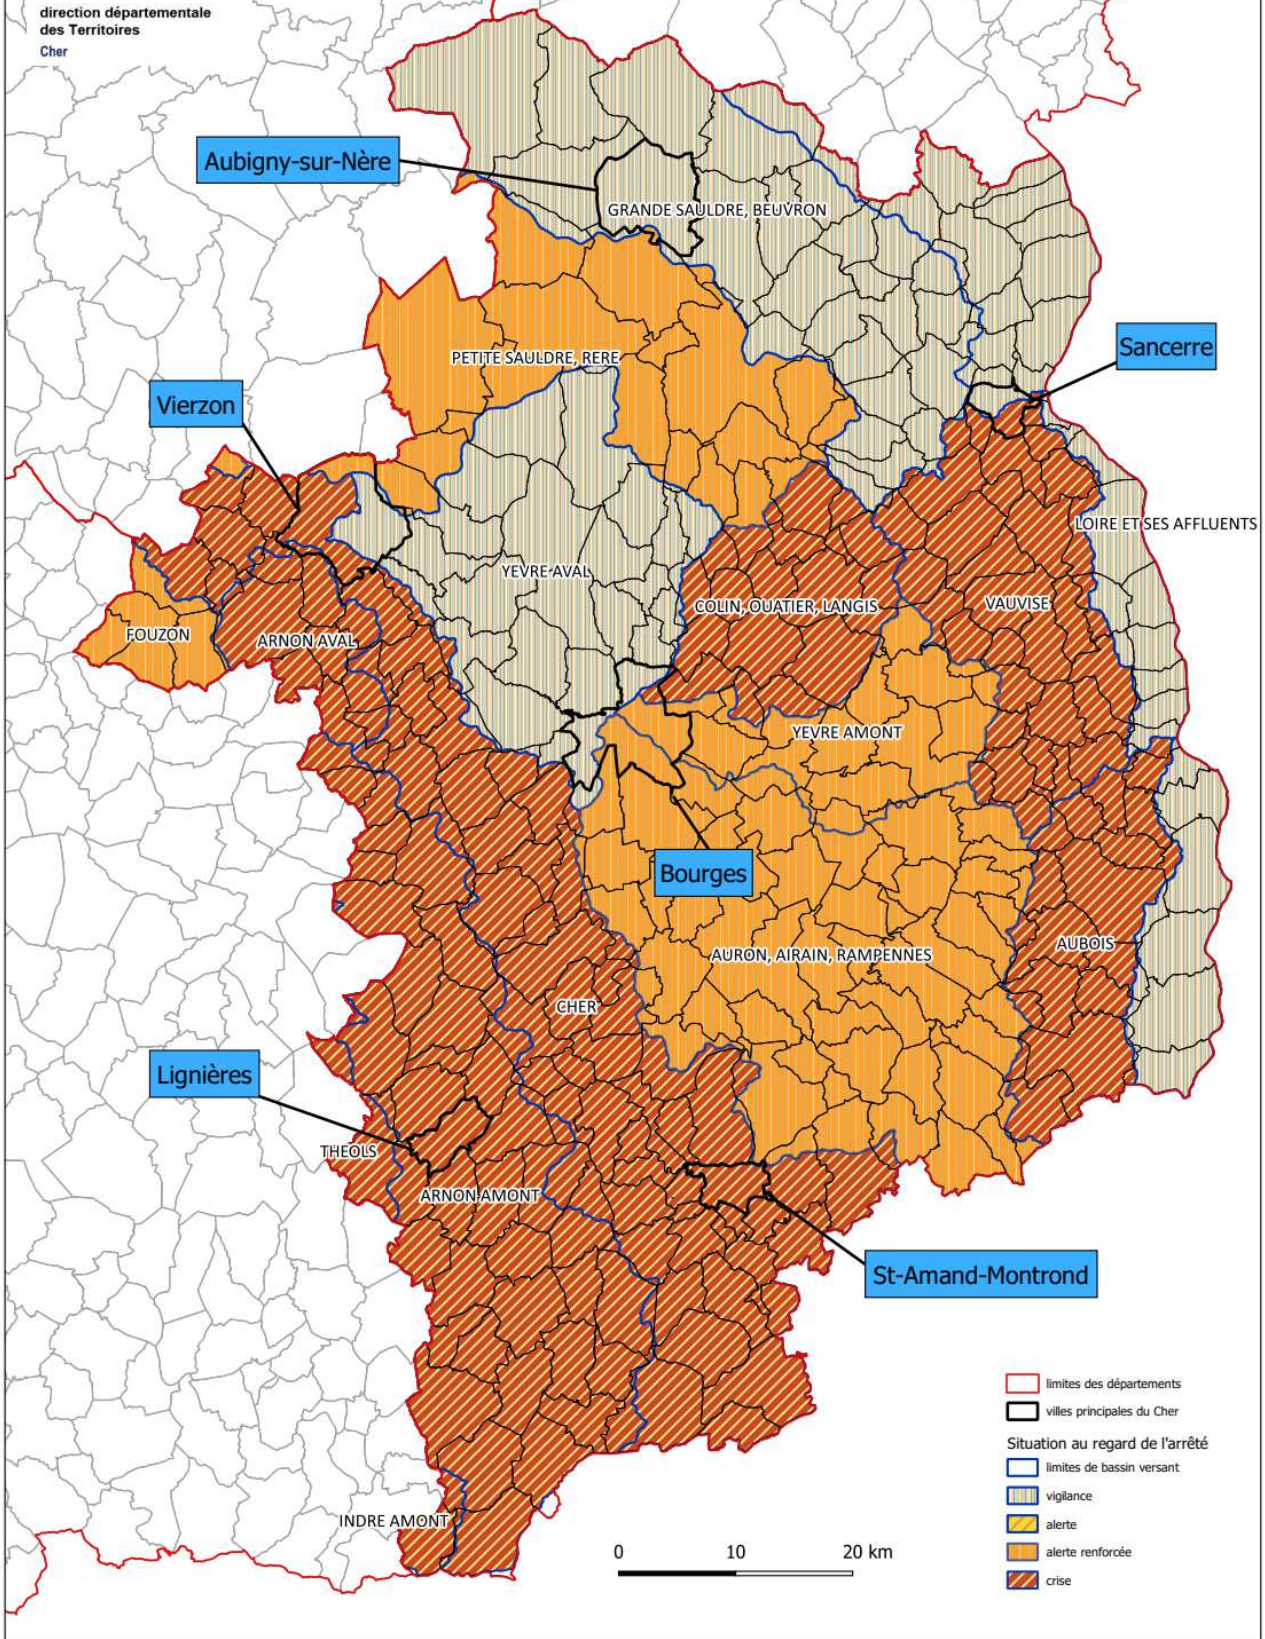 direction départementale
des Territoires
Cher
Aubigny-sur-Nère
GRANDE SAULDRE, BEUVRON
Sancerre
PETITE SAULDRE, RERE
Vierzon
LOIRE ET SES AFFLUENTS
YEVRE AVAL
COLIN, OUATIER, LANGIS
VAUVISE
FOUZON
ARNON AVAL
YEVRE AMONT
Bourges
AUBOIS
AURON, AIRAIN, RAMPENNES
CHER
Lignières
THEOLS
ARNON AMONT
St-Amand-Montrond
limites des départements
villes principales du Cher
Situation au regard de l'arrêté
limites de bassin versant
vigilance
alerte
alerte renforcée
crise
INDRE AMONT
0 10 20 km